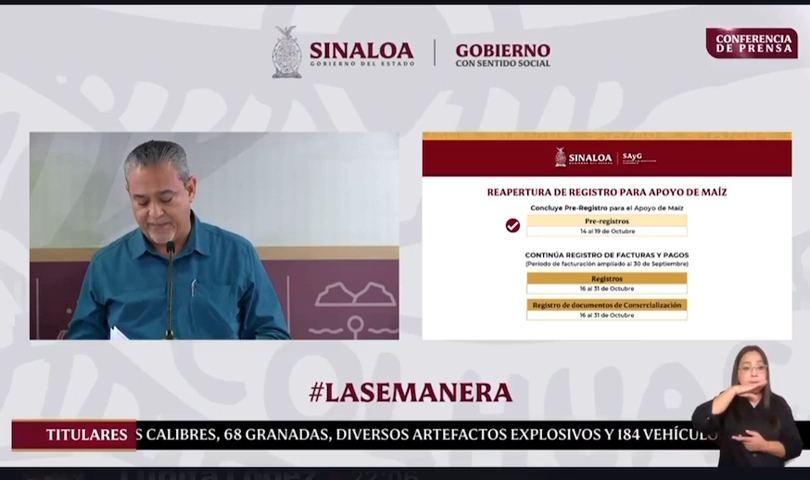 SINALOA
GOBIERNO DEL ESTADO
GOBIERNO
CON SENTIDO SOCIAL
CONFERENCIA
DE PRENSA
SINALOA
SAyG
REAPERTURA DE REGISTRO PARA APOYO DE MAÍZ
Concluye Pre-Registro para el Apoyo de Maíz
Pre-registros
14 al 19 de Octubre
CONTINÚA REGISTRO DE FACTURAS Y PAGOS
(Periodo de facturación ampliado al 30 de Septiembre)
Registros
16 al 31 de Octubre
Registro de documentos de Comercialización
16 al 31 de Octubre
#LASEMANERA
TITULARES
S CALIBRES, 68 GRANADAS, DIVERSOS ARTEFACTOS EXPLOSIVOS Y 184 VEHÍCULO